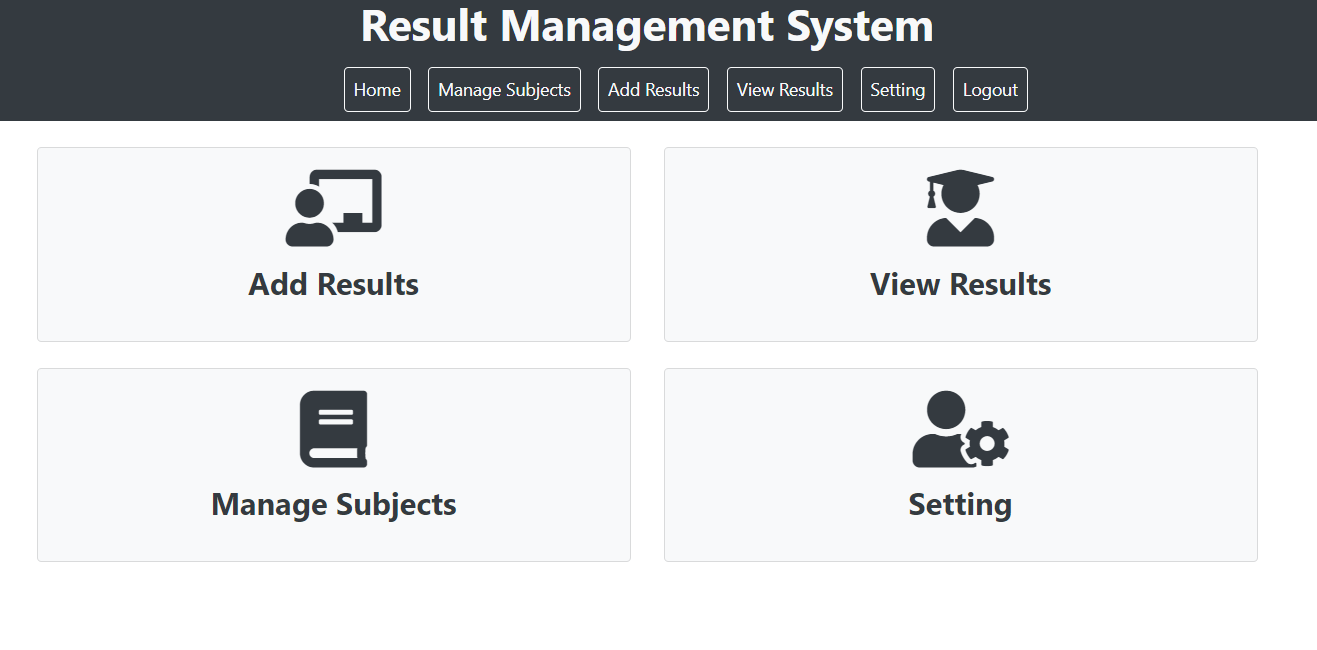 Result Management System
Home Manage Subjects Add Results View Results Setting Logout
Add Results
View Results
Manage Subjects
Setting